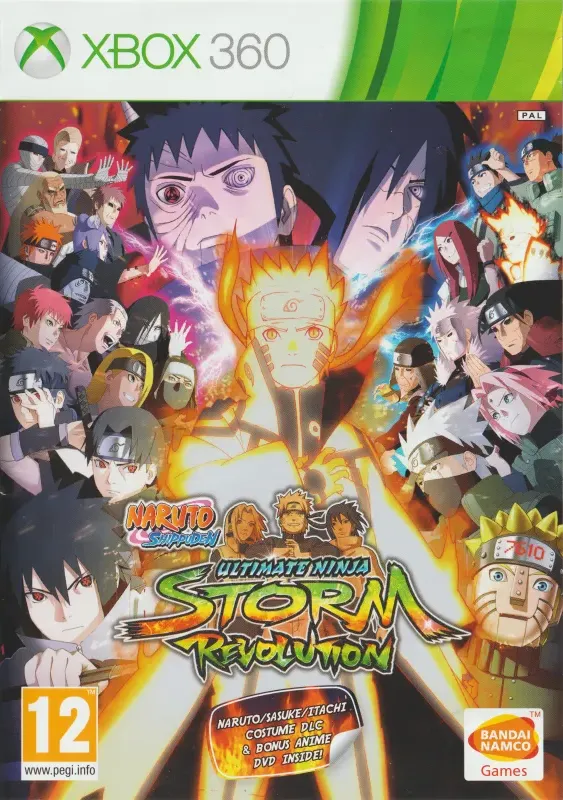 XBOX 360
PAL
NARUTO
SHIPPUDEN
ULTIMATE NINJA
STORM
REVOLUTION
NARUTO/SASUKE/ITACHI
COSTUME DLC
& BONUS ANIME
DVD INSIDE!
12
www.pegi.info
BANDAI
NAMCO
Games
TM